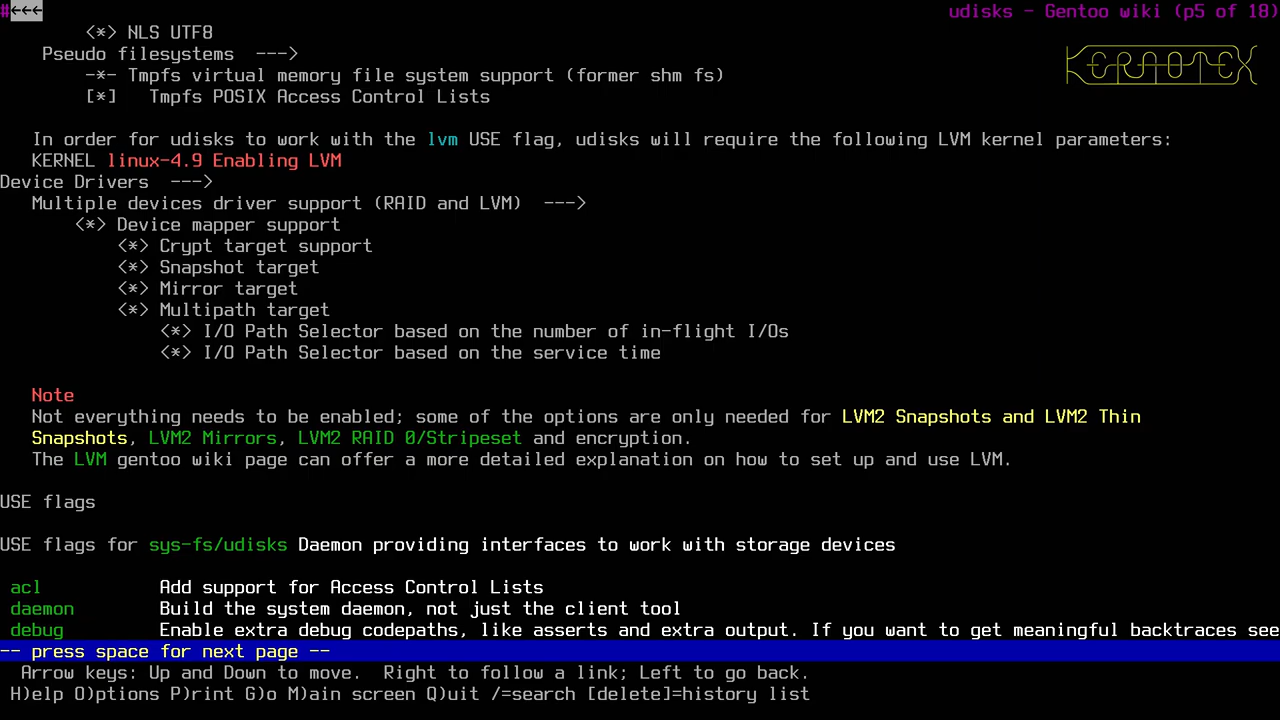 #←←← udisks - Gentoo wiki (p5 of 18)
<*> NLS UTF8
Pseudo filesystems --->
-*- Tmpfs virtual memory file system support (former shm fs)
KERNOTEX
[*] Tmpfs POSIX Access Control Lists
In order for udisks to work with the lvm USE flag, udisks will require the following LVM kernel parameters:
KERNEL linux-4.9 Enabling LVM
Device Drivers --->
Multiple devices driver support (RAID and LVM) --->
<*> Device mapper support
<*> Crypt target support
<*> Snapshot target
<*> Mirror target
<*> Multipath target
<*> I/O Path Selector based on the number of in-flight I/Os
<*> I/O Path Selector based on the service time
Note
Not everything needs to be enabled; some of the options are only needed for LVM2 Snapshots and LVM2 Thin
Snapshots, LVM2 Mirrors, LVM2 RAID 0/Stripeset and encryption.
The LVM gentoo wiki page can offer a more detailed explanation on how to set up and use LVM.
USE flags
USE flags for sys-fs/udisks Daemon providing interfaces to work with storage devices
acl Add support for Access Control Lists
daemon Build the system daemon, not just the client tool
debug Enable extra debug codepaths, like asserts and extra output. If you want to get meaningful backtraces see
-- press space for next page --
Arrow keys: Up and Down to move. Right to follow a link; Left to go back.
H)elp O)ptions P)rint G)o M)ain screen Q)uit /=search [delete]=history list